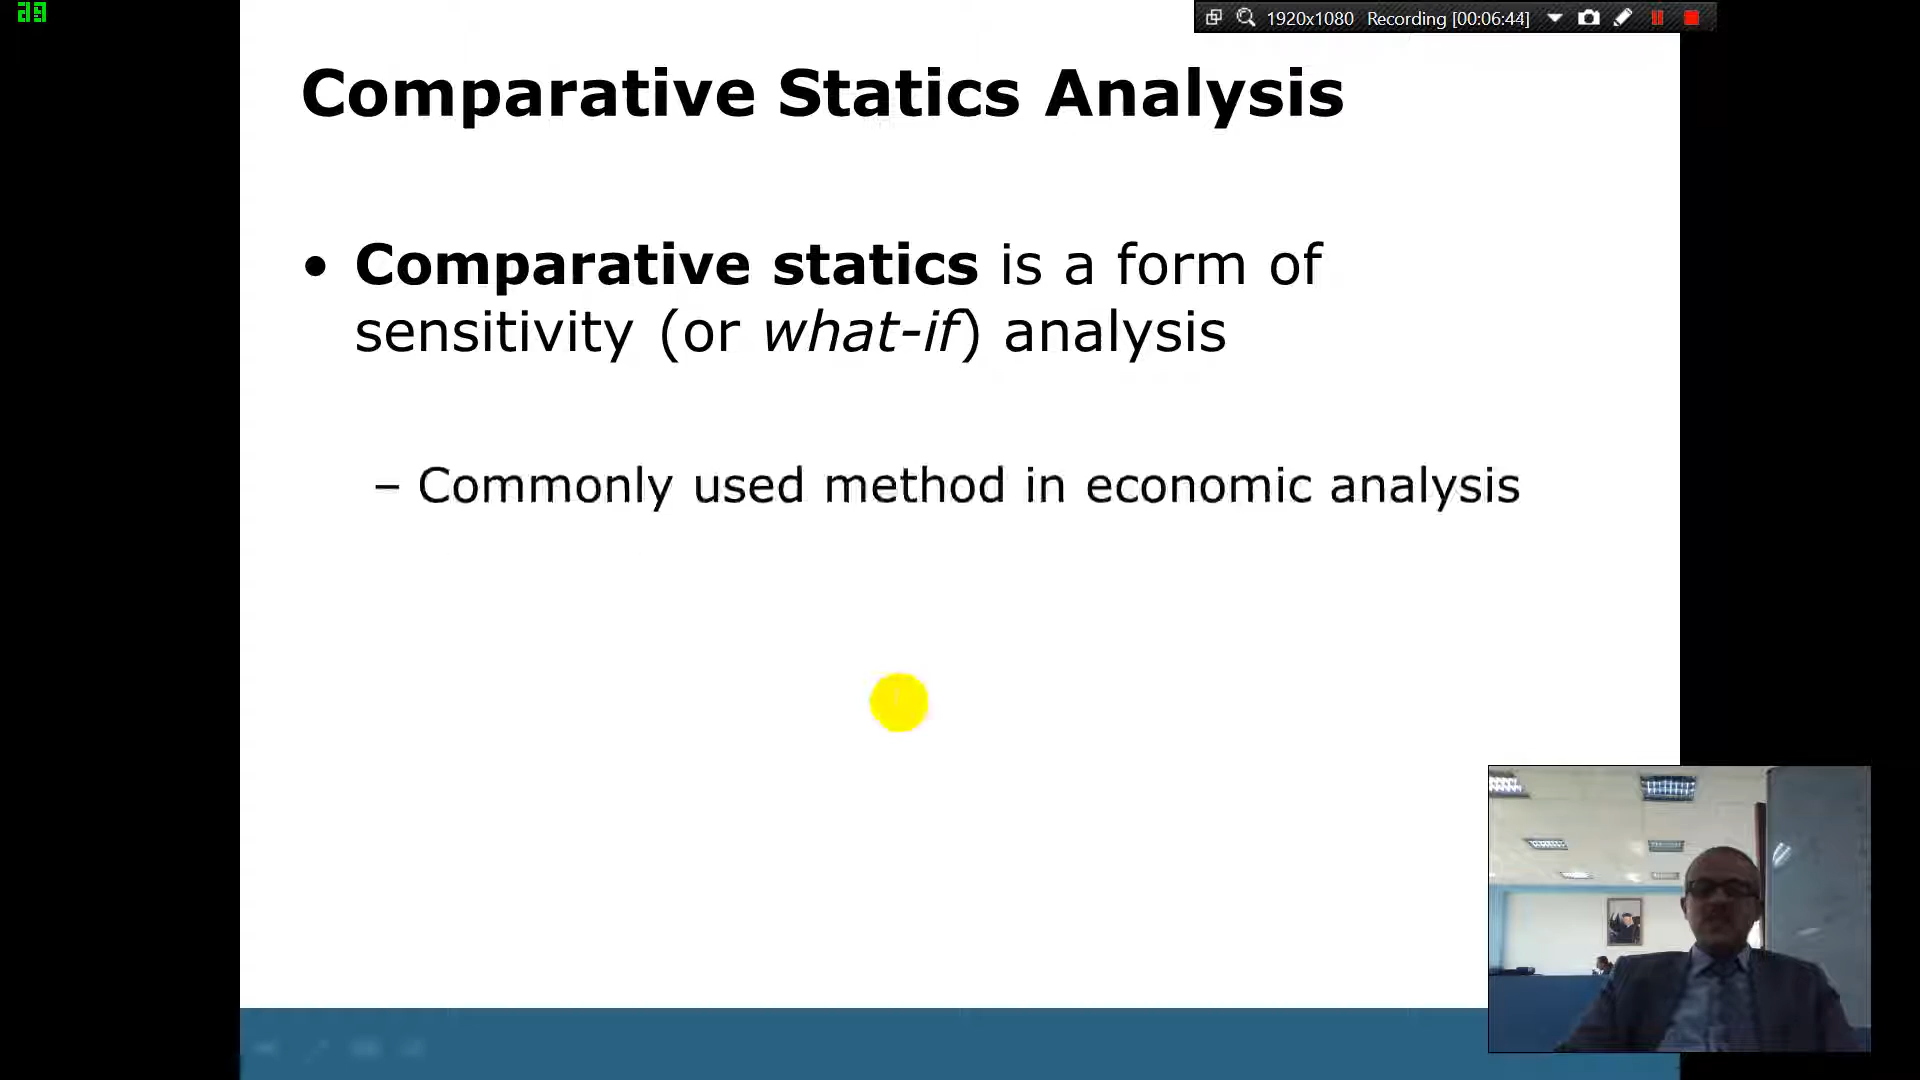 29
1920x1080 Recording [00:06:44]
Comparative Statics Analysis
• Comparative statics is a form of
sensitivity (or what-if) analysis
– Commonly used method in economic analysis